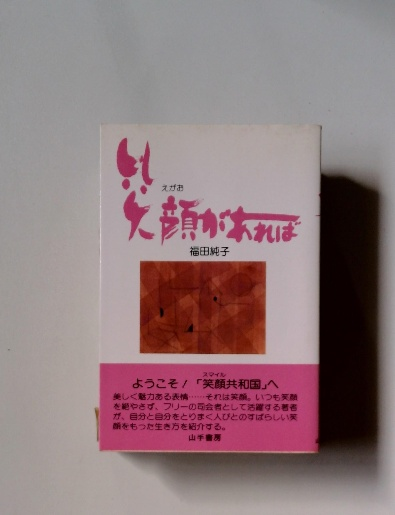 笑顔があれば
えがお
福田純子
スマイル
ようこそ!「笑顔共和国」へ
美しく魅力ある表情……それは笑顔。いつも笑顔
を絶やさず、フリーの司会者として活躍する著者
が、自分と自分をとりまく人びとのすばらしい笑
顔をもった生き方を紹介する。
山手書房